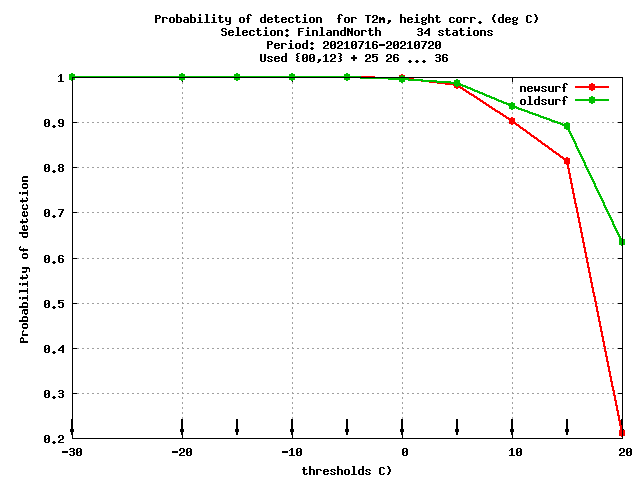 Probability of detection  for T2m, height corr. (deg C)
Selection: FinlandNorth     34 stations
Period: 20210716-20210720
Used {00,12} + 25 26 ... 36
newsurf
oldsurf
Probability of detection
1
0.9
0.8
0.7
0.6
0.5
0.4
0.3
0.2
-30
-20
-10
0
10
20
thresholds C)